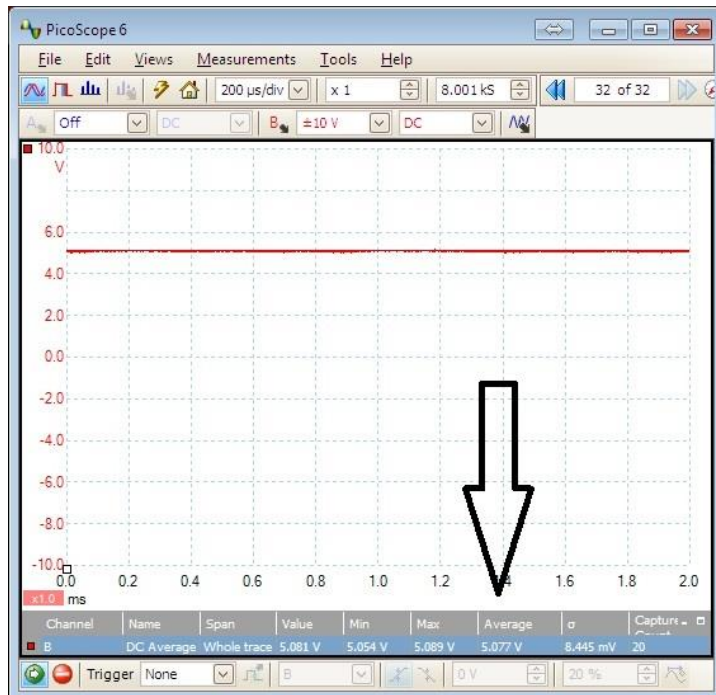 PicoScope 6
File Edit Views Measurements Tools Help
200 µs/div x 1 8.001 kS 32 of 32
A Off DC B ±10 V DC
10.0
V
6.0
4.0
2.0
0.0
-2.0
-4.0
-6.0
-8.0
-10.0
0.0 0.2 0.4 0.6 0.8 1.0 1.2 1.4 1.6 1.8 2.0
x1.0 ms
Channel Name Span Value Min Max Average σ Capture Count
B DC Average Whole trace 5.081 V 5.054 V 5.089 V 5.077 V 8.445 mV 20
Trigger None B 0 V 20 %